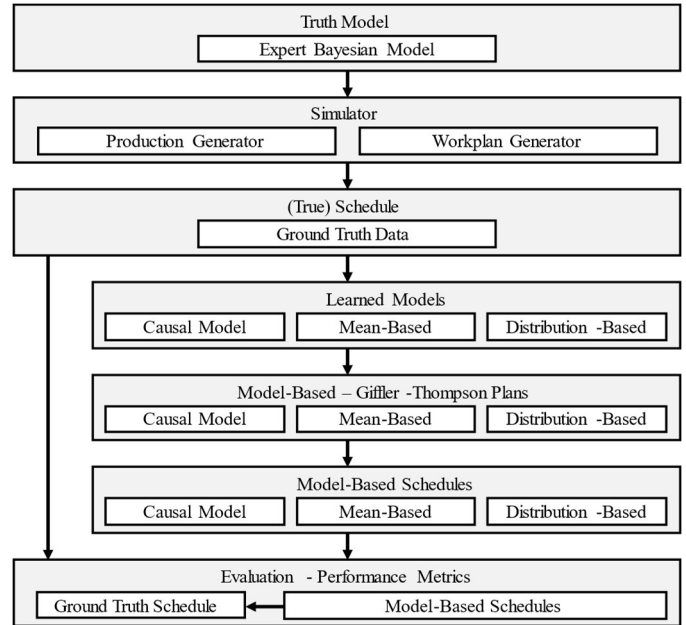 Truth Model
Expert Bayesian Model
Simulator
Production Generator
Workplan Generator
(True) Schedule
Ground Truth Data
Learned Models
Causal Model
Mean-Based
Distribution -Based
Model-Based – Giffler -Thompson Plans
Causal Model
Mean-Based
Distribution -Based
Model-Based Schedules
Causal Model
Mean-Based
Distribution -Based
Evaluation - Performance Metrics
Ground Truth Schedule
Model-Based Schedules